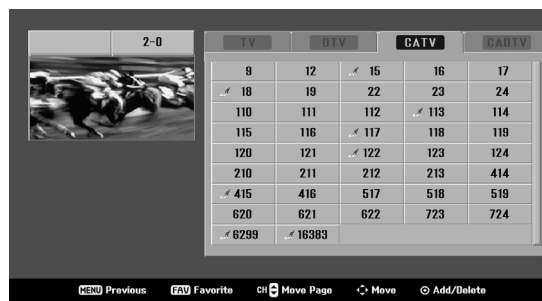 2-0
TV DTV CATV CADTV
9 12 15 16 17
18 19 22 23 24
110 111 112 113 114
115 116 117 118 119
120 121 122 123 124
210 211 212 213 414
415 416 517 518 519
620 621 622 723 724
6299 16383
MENU Previous FAV Favorite CH Move Page Move Add/Delete